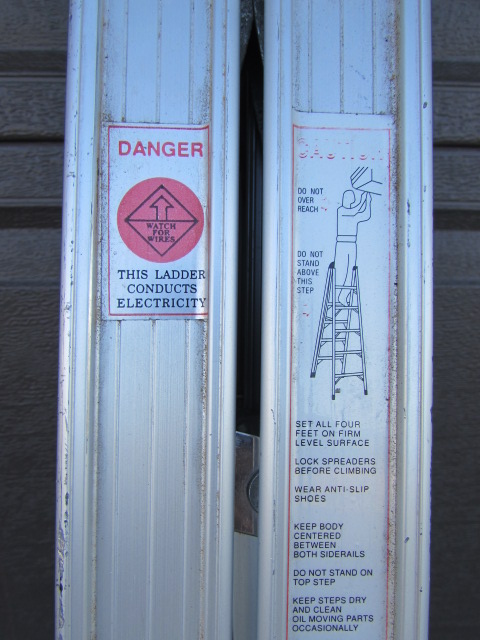 DANGER
WATCH
FOR
WIRES
THIS LADDER
CONDUCTS
ELECTRICITY
CAUTION
DO NOT
OVER
REACH
DO NOT
STAND
ABOVE
THIS
STEP
SET ALL FOUR
FEET ON FIRM
LEVEL SURFACE
LOCK SPREADERS
BEFORE CLIMBING
WEAR ANTI-SLIP
SHOES
KEEP BODY
CENTERED
BETWEEN
BOTH SIDERAILS
DO NOT STAND ON
TOP STEP
KEEP STEPS DRY
AND CLEAN
OIL MOVING PARTS
OCCASIONALLY